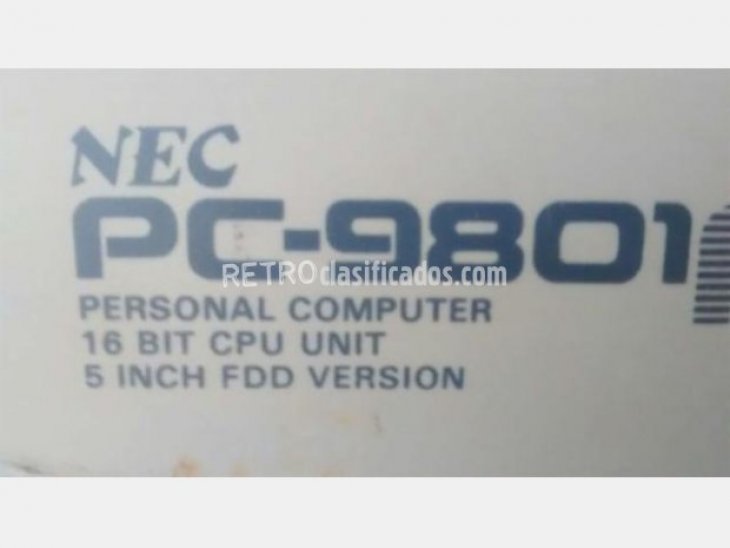 NEC
PC-9801
RETROclasificados.com
PERSONAL COMPUTER
16 BIT CPU UNIT
5 INCH FDD VERSION